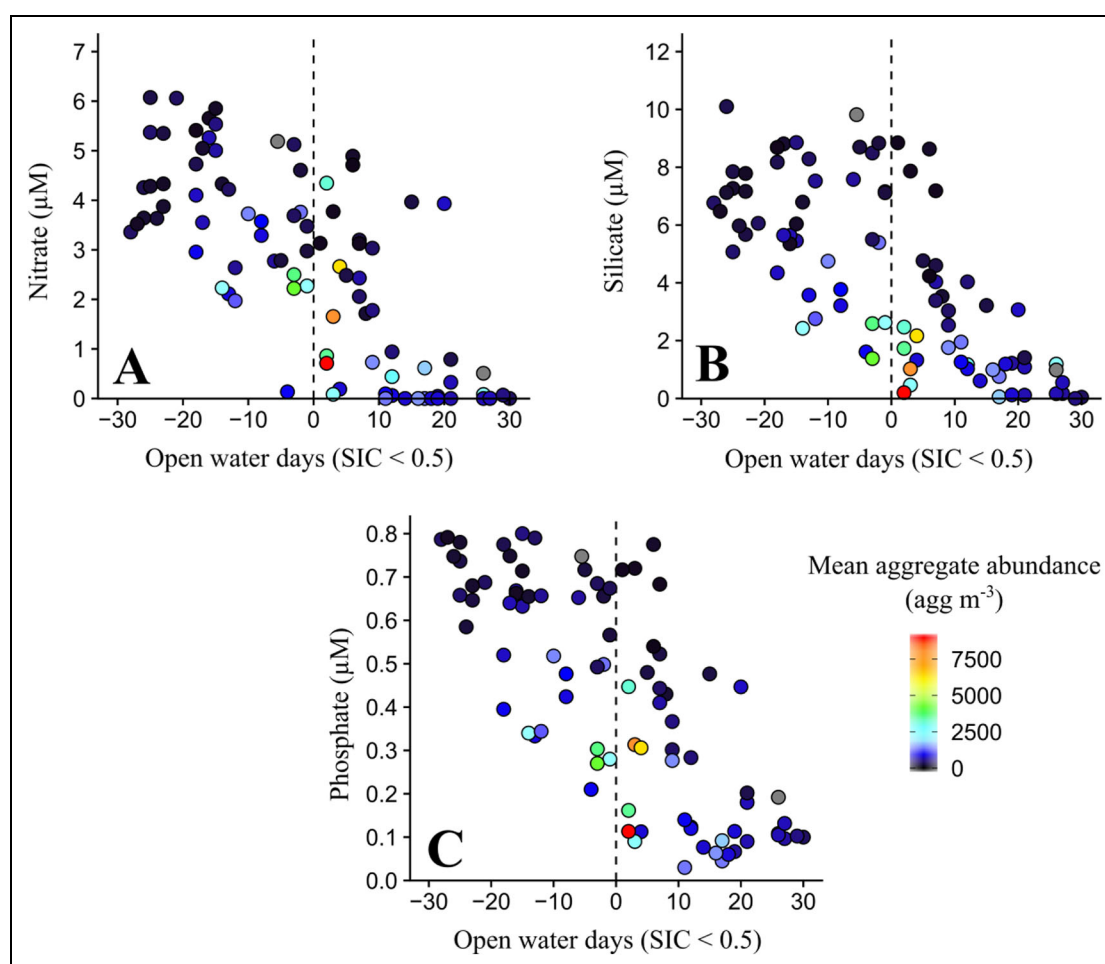 7
6
5
4
3
2
1
0
Nitrate (µM)
A
−30 −20 −10 0 10 20 30
Open water days (SIC < 0.5)
12
10
8
6
4
2
0
Silicate (µM)
B
−30 −20 −10 0 10 20 30
Open water days (SIC < 0.5)
0.8
0.7
0.6
0.5
0.4
0.3
0.2
0.1
0.0
Phosphate (µM)
C
−30 −20 −10 0 10 20 30
Open water days (SIC < 0.5)
Mean aggregate abundance
(agg m⁻³)
7500
5000
2500
0